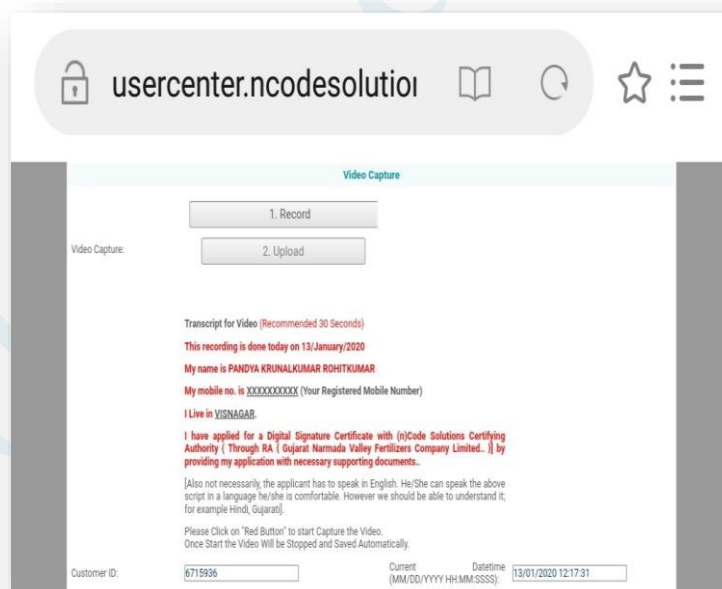 usercenter.ncodesolution
Video Capture
1. Record
Video Capture:
2. Upload
Transcript for Video (Recommended 30 Seconds)
This recording is done today on 13/January/2020
My name is PANDYA KRUNALKUMAR ROHITKUMAR
My mobile no. is XXXXXXXXXX (Your Registered Mobile Number)
I Live in VISNAGAR.
I have applied for a Digital Signature Certificate with (n)Code Solutions Certifying
Authority ( Through RA ( Gujarat Narmada Valley Fertilizers Company Limited.. )] by
providing my application with necessary supporting documents..
[Also not necessarily, the applicant has to speak in English. He/She can speak the above
script in a language he/she is comfortable. However we should be able to understand it;
for example Hindi, Gujarati].
Please Click on "Red Button" to start Capture the Video.
Once Start the Video Will be Stopped and Saved Automatically.
Customer ID:
6715936
Current Datetime
(MM/DD/YYYY HH:MM:SSSS):
13/01/2020 12:17:31